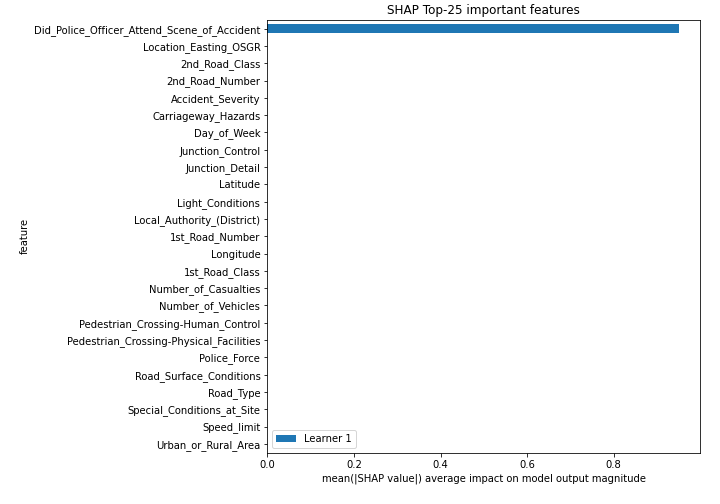 SHAP Top-25 important features
Did_Police_Officer_Attend_Scene_of_Accident
Location_Easting_OSGR
2nd_Road_Class
2nd_Road_Number
Accident_Severity
Carriageway_Hazards
Day_of_Week
Junction_Control
Junction_Detail
Latitude
Light_Conditions
Local_Authority_(District)
1st_Road_Number
Longitude
1st_Road_Class
Number_of_Casualties
Number_of_Vehicles
Pedestrian_Crossing-Human_Control
Pedestrian_Crossing-Physical_Facilities
Police_Force
Road_Surface_Conditions
Road_Type
Special_Conditions_at_Site
Speed_limit
Urban_or_Rural_Area
feature
Learner 1
0.0 0.2 0.4 0.6 0.8
mean(|SHAP value|) average impact on model output magnitude